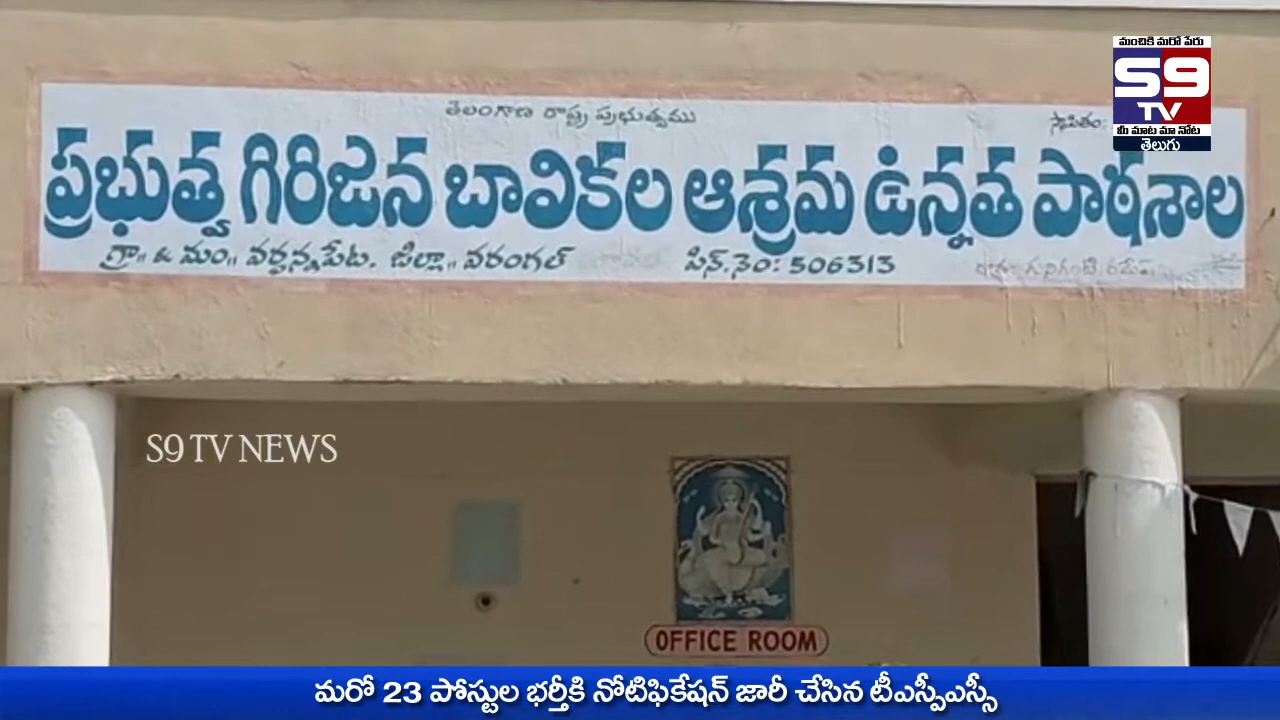 మంచికి మరో పేరు
S9
TV
మీ మాట మా నోట
తెలుగు
తెలంగాణ రాష్ట్ర ప్రభుత్వము
స్థాపితం:
ప్రభుత్వ గిరిజన బావికల ఆశ్రమ ఉన్నత పాఠశాల
గ్రా,, & మం,, వర్ధన్నపేట, జిల్లా,, వరంగల్ పిన్.నెం: 506313
S9 TV NEWS
OFFICE ROOM
మరో 23 పోస్టుల భర్తీకి నోటిఫికేషన్ జారీ చేసిన టీఎస్పీఎస్సీ